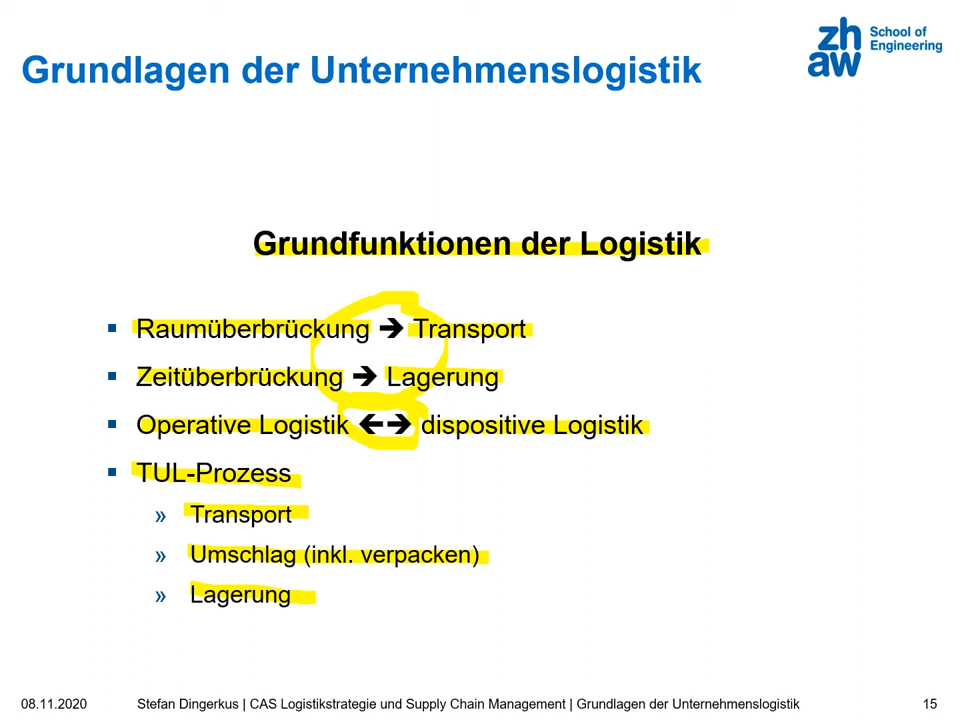 Grundlagen der Unternehmenslogistik
zh aw School of Engineering
Grundfunktionen der Logistik
▪ Raumüberbrückung ➔ Transport
▪ Zeitüberbrückung ➔ Lagerung
▪ Operative Logistik 🡸➔ dispositive Logistik
▪ TUL-Prozess
» Transport
» Umschlag (inkl. verpacken)
» Lagerung
08.11.2020 Stefan Dingerkus | CAS Logistikstrategie und Supply Chain Management | Grundlagen der Unternehmenslogistik 15